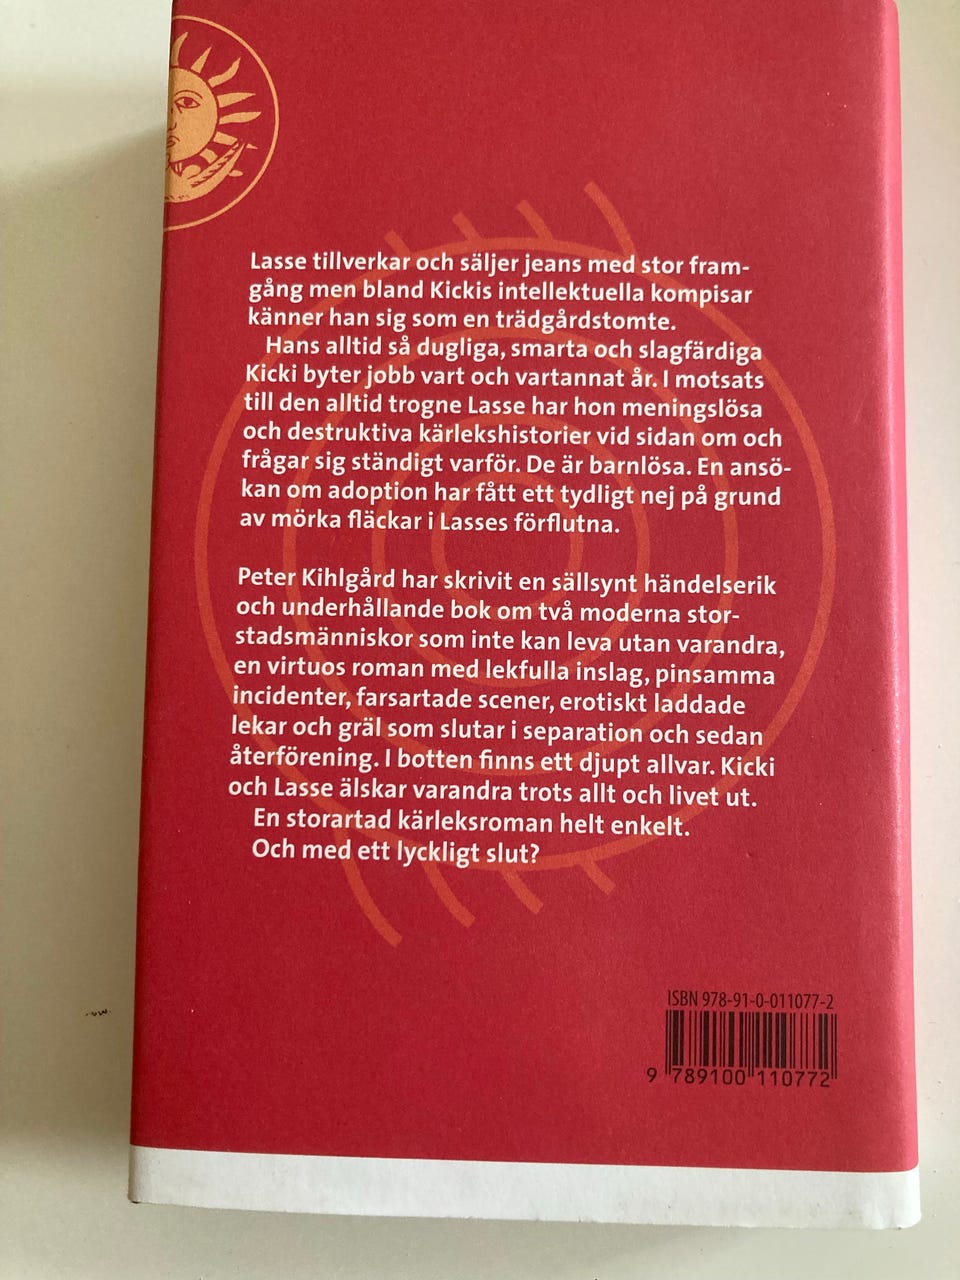 Lasse tillverkar och säljer jeans med stor fram-
gång men bland Kickis intellektuella kompisar
känner han sig som en trädgårdstomte.
Hans alltid så dugliga, smarta och slagfärdiga
Kicki byter jobb vart och vartannat år. I motsats
till den alltid trogne Lasse har hon meningslösa
och destruktiva kärlekshistorier vid sidan om och
frågar sig ständigt varför. De är barnlösa. En ansö-
kan om adoption har fått ett tydligt nej på grund
av mörka fläckar i Lasses förflutna.
Peter Kihlgård har skrivit en sällsynt händelserik
och underhållande bok om två moderna stor-
stadsmänniskor som inte kan leva utan varandra,
en virtuos roman med lekfulla inslag, pinsamma
incidenter, farsartade scener, erotiskt laddade
lekar och gräl som slutar i separation och sedan
återförening. I botten finns ett djupt allvar. Kicki
och Lasse älskar varandra trots allt och livet ut.
En storartad kärleksroman helt enkelt.
Och med ett lyckligt slut?
ISBN 978-91-0-011077-2
9 789100 110772